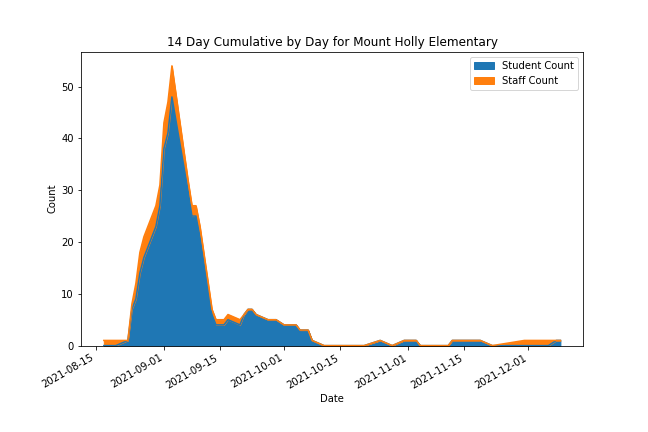 14 Day Cumulative by Day for Mount Holly Elementary
Student Count
Staff Count
Count
50
40
30
20
10
0
2021-08-15
2021-09-01
2021-09-15
2021-10-01
2021-10-15
2021-11-01
2021-11-15
2021-12-01
Date